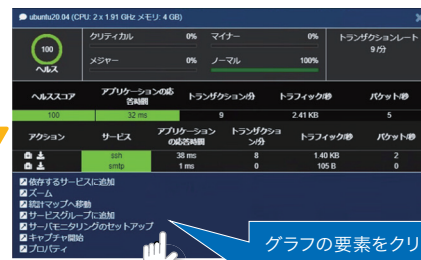 ubuntu20.04 (CPU: 2 x 1.91 GHz メモリ: 4 GB)
100
ヘルス
クリティカル 0% マイナー 0%
メジャー 0% ノーマル 100%
トランザクションレート
9 /分
ヘルススコア アプリケーションの応答時間 トランザクション/分 トラフィック/秒 パケット/秒
100 32 ms 9 2.41 KB 5
アクション サービス アプリケーションの応答時間 トランザクション/分 トラフィック/秒 パケット/秒
ssh 38 ms 8 1.40 KB 2
smtp 1 ms 0 105 B 0
依存するサービスに追加
ズーム
統計マップへ移動
サービスグループに追加
サーバモニタリングのセットアップ
キャプチャ開始
プロパティ
グラフの要素をクリ